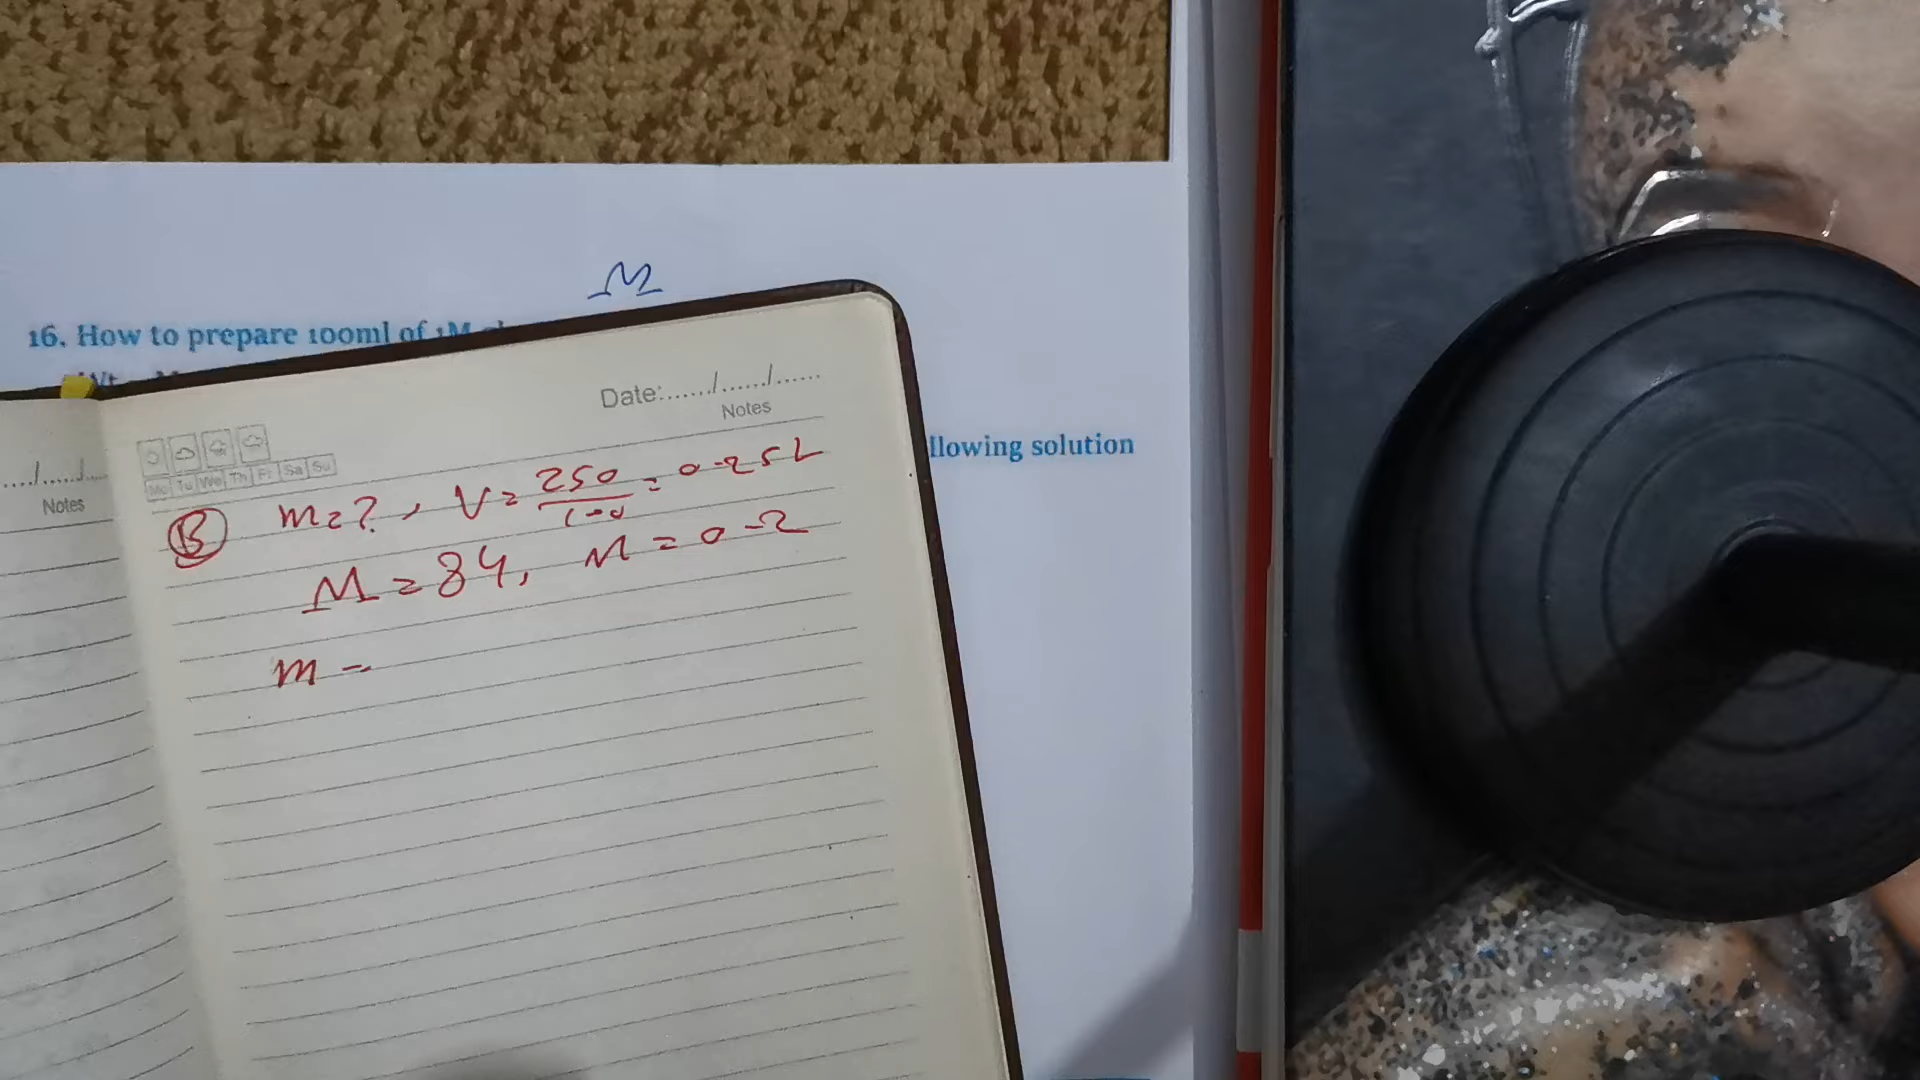 M
16. How to prepare 100ml of 1M
Date:....../....../......
Notes
llowing solution
Mo Tu We Th Fr Sa Su
Notes
B m=?, V= 250/1000 = 0.25L
M = 84, M = 0.2
m =